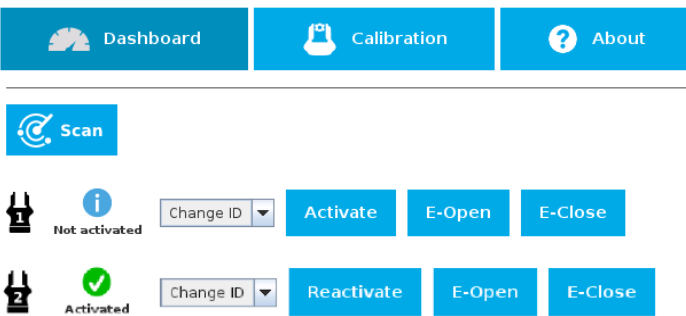 Dashboard Calibration ? About
Scan
1 i Not activated Change ID Activate E-Open E-Close
2 Activated Change ID Reactivate E-Open E-Close